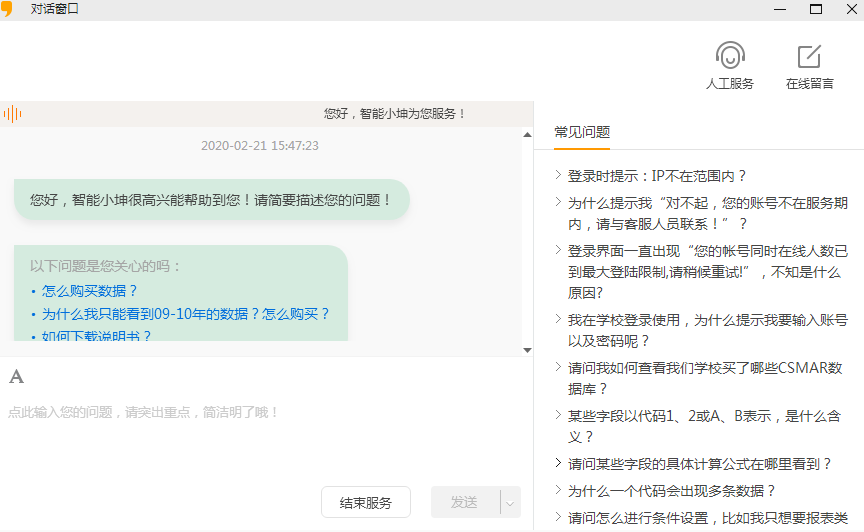 对话窗口
人工服务
在线留言
您好，智能小坤为您服务！
2020-02-21 15:47:23
您好，智能小坤很高兴能帮助到您！请简要描述您的问题！
以下问题是您关心的吗：
• 怎么购买数据？
• 为什么我只能看到09-10年的数据？怎么购买？
• 如何下载说明书？
A
点此输入您的问题，请突出重点，简洁明了哦！
结束服务
发送
常见问题
登录时提示：IP不在范围内？
为什么提示我“对不起，您的账号不在服务期
内，请与客服人员联系！”？
登录界面一直出现“您的帐号同时在线人数已
到最大登陆限制,请稍候重试!”，不知是什么
原因?
我在学校登录使用，为什么提示我要输入账号
以及密码呢？
请问我如何查看我们学校买了哪些CSMAR数
据库？
某些字段以代码1、2或A、B表示，是什么含
义？
请问某些字段的具体计算公式在哪里看到？
为什么一个代码会出现多条数据？
请问怎么进行条件设置，比如我只想要报表类